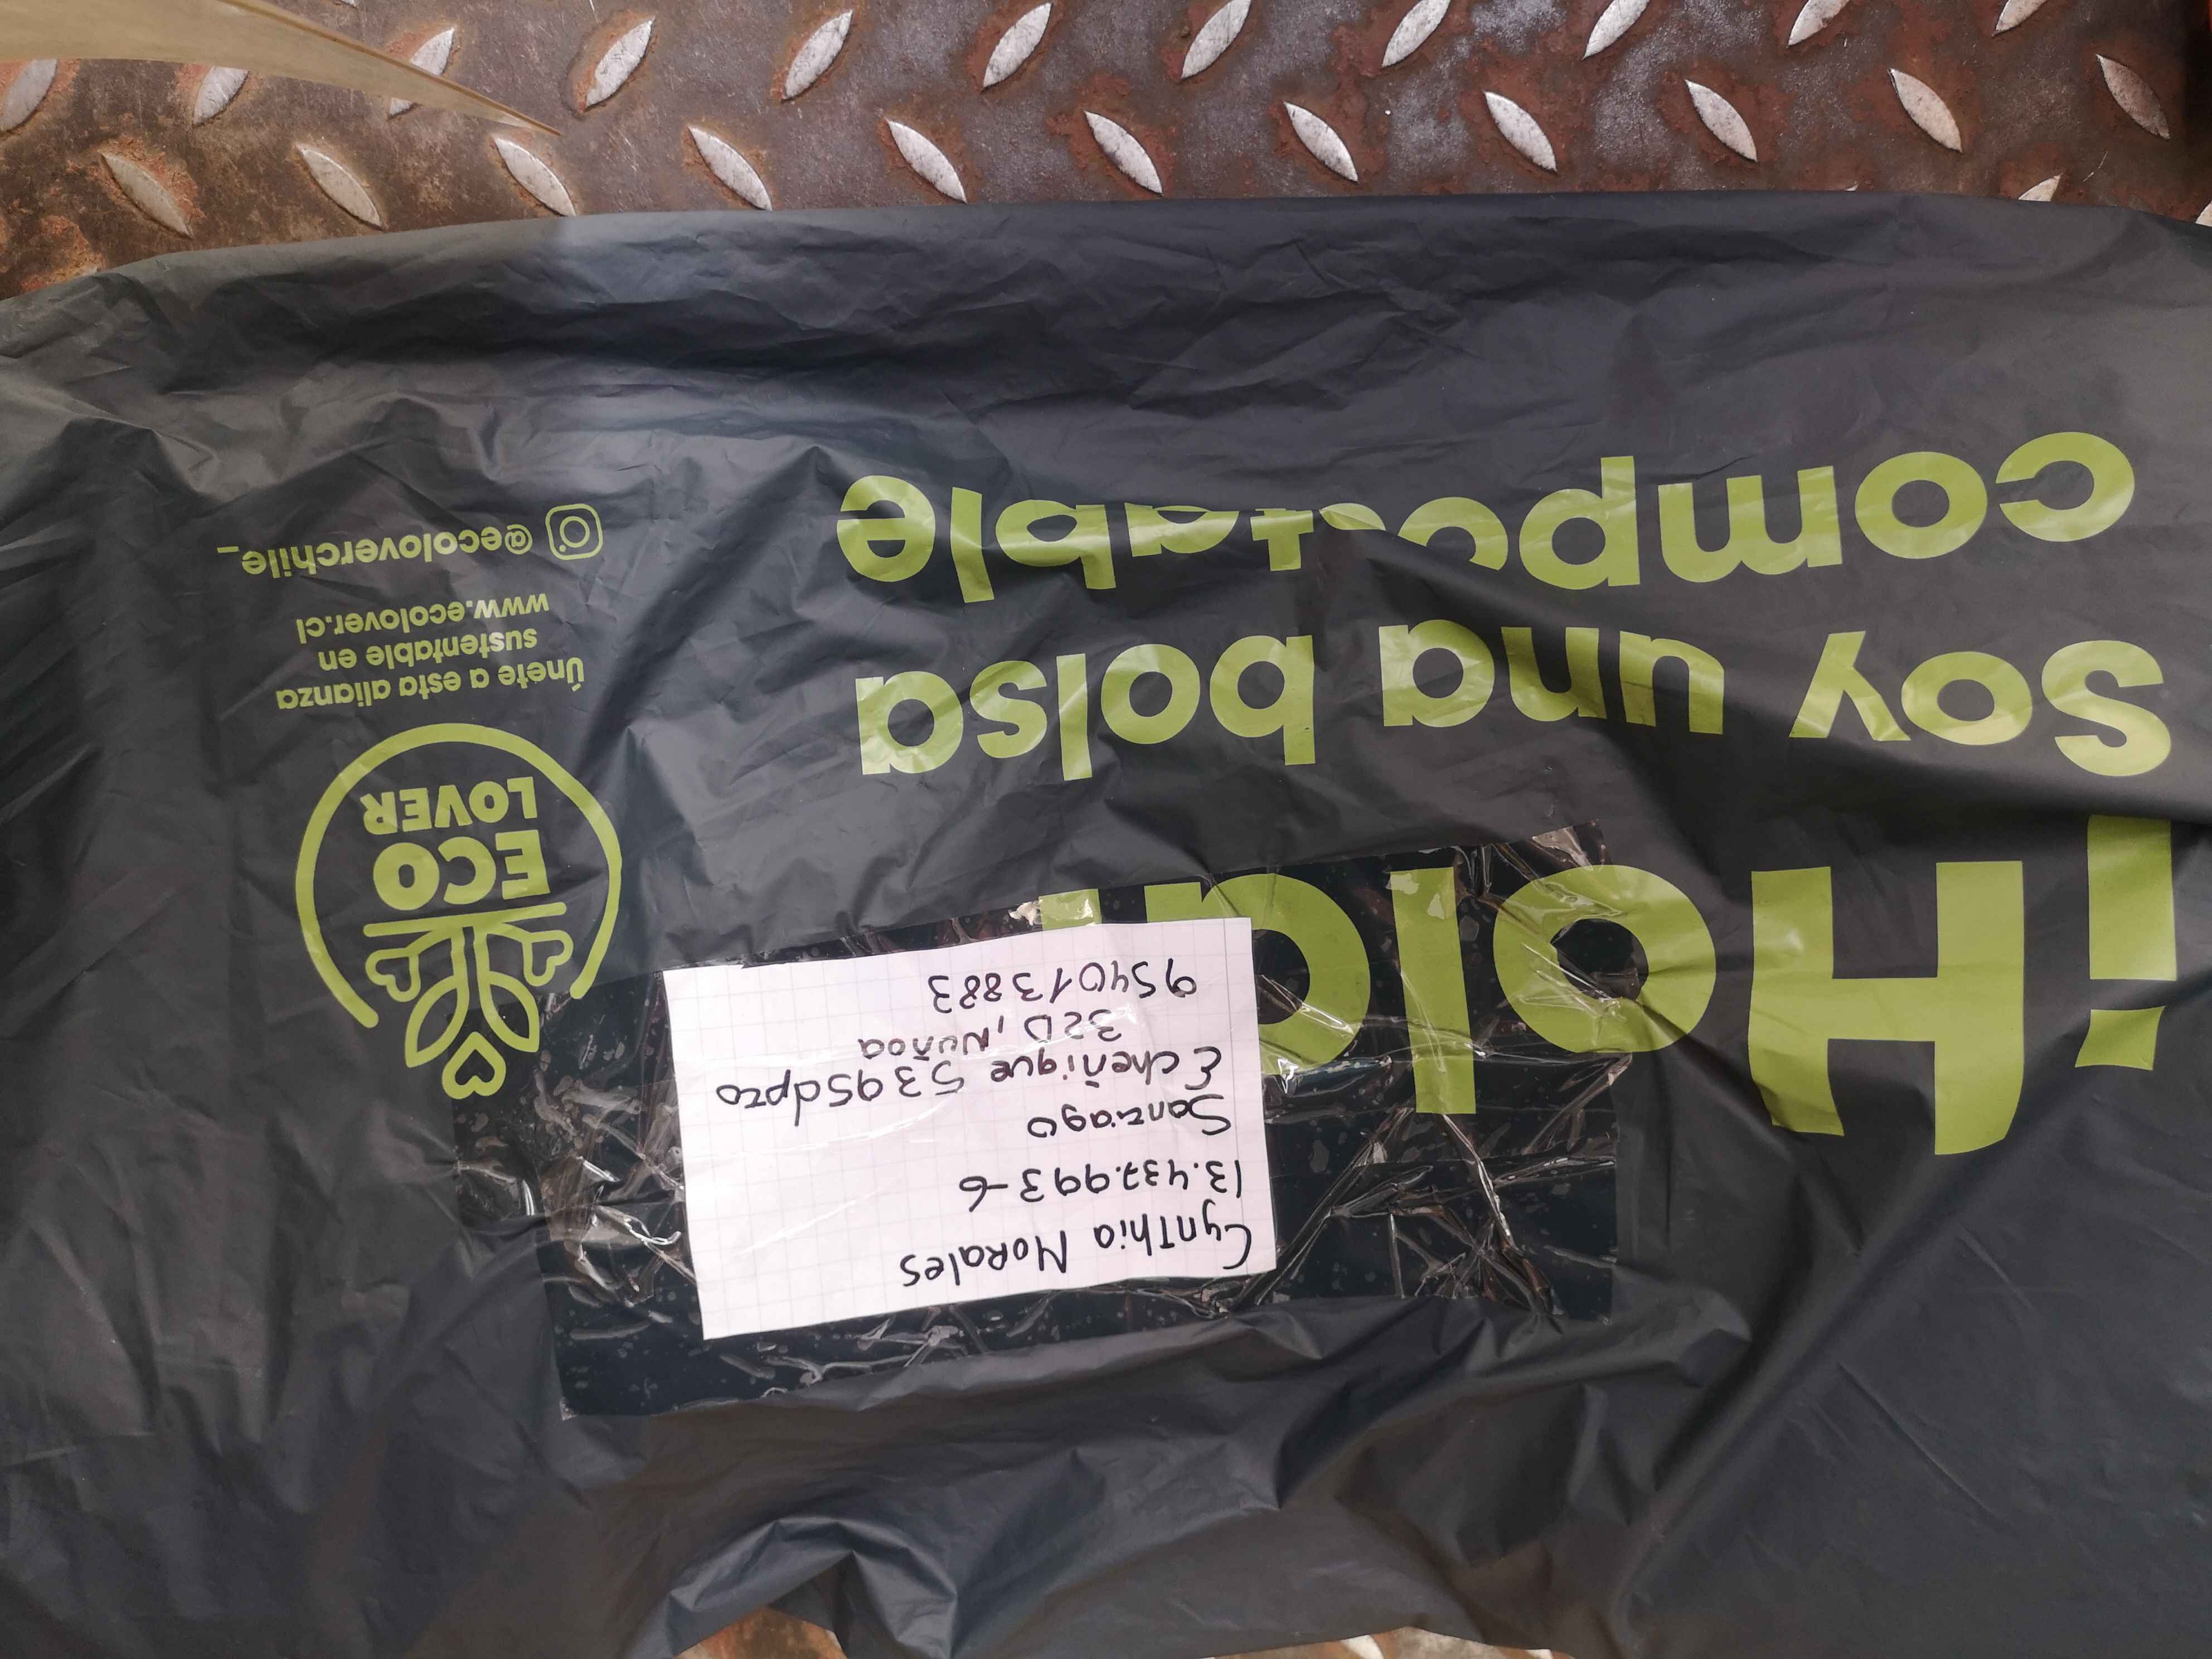 ¡Hola!
Soy una bolsa
compostable
ECO
LOVER
Únete a esta alianza
sustentable en
www.ecolover.cl
@ecoloverchile_
Cynthia Morales
13.437.993-6
Santiago
Echeñique 5395 dpto
32D, Ñuñoa
954013883